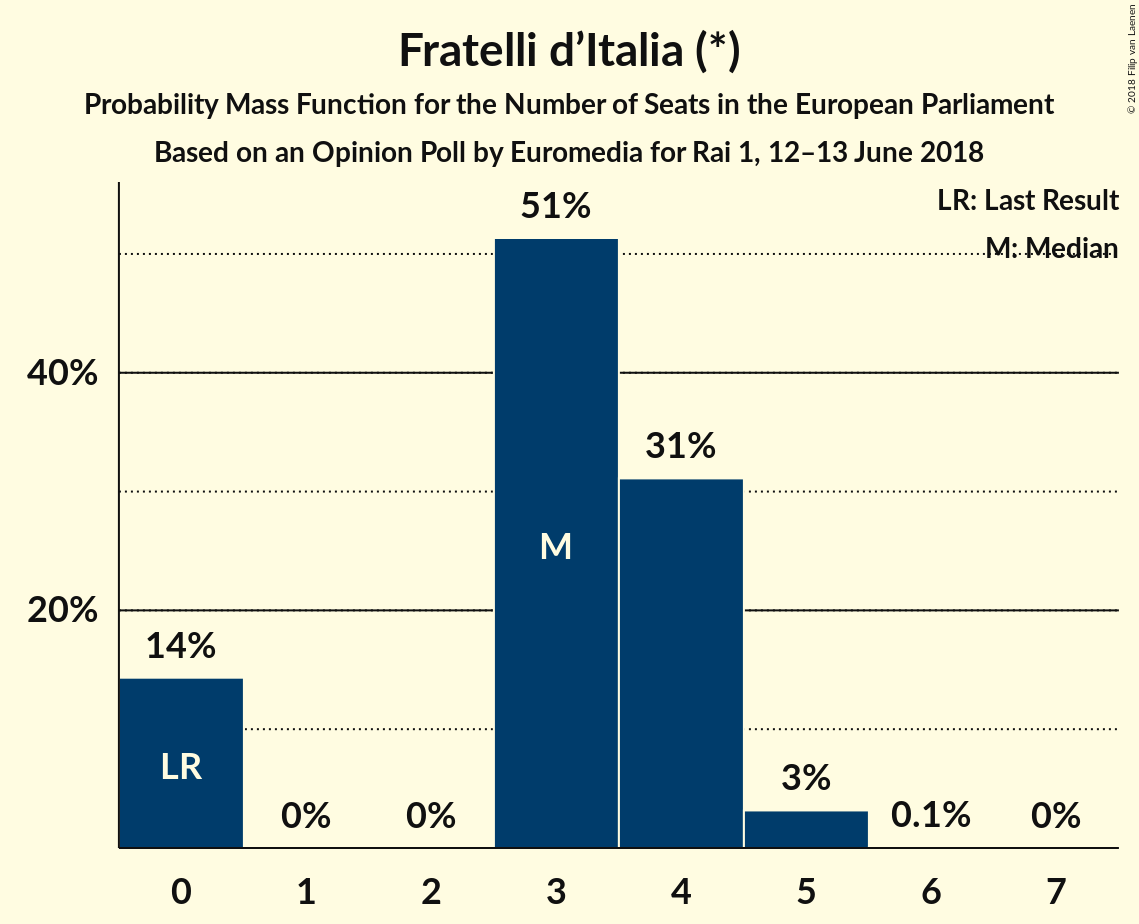 Fratelli d’Italia (*)
Probability Mass Function for the Number of Seats in the European Parliament
Based on an Opinion Poll by Euromedia for Rai 1, 12–13 June 2018
© 2018 Filip van Laenen
LR: Last Result
M: Median
51%
40%
31%
M
20%
14%
LR
0%
0%
3%
0.1%
0%
0 1 2 3 4 5 6 7